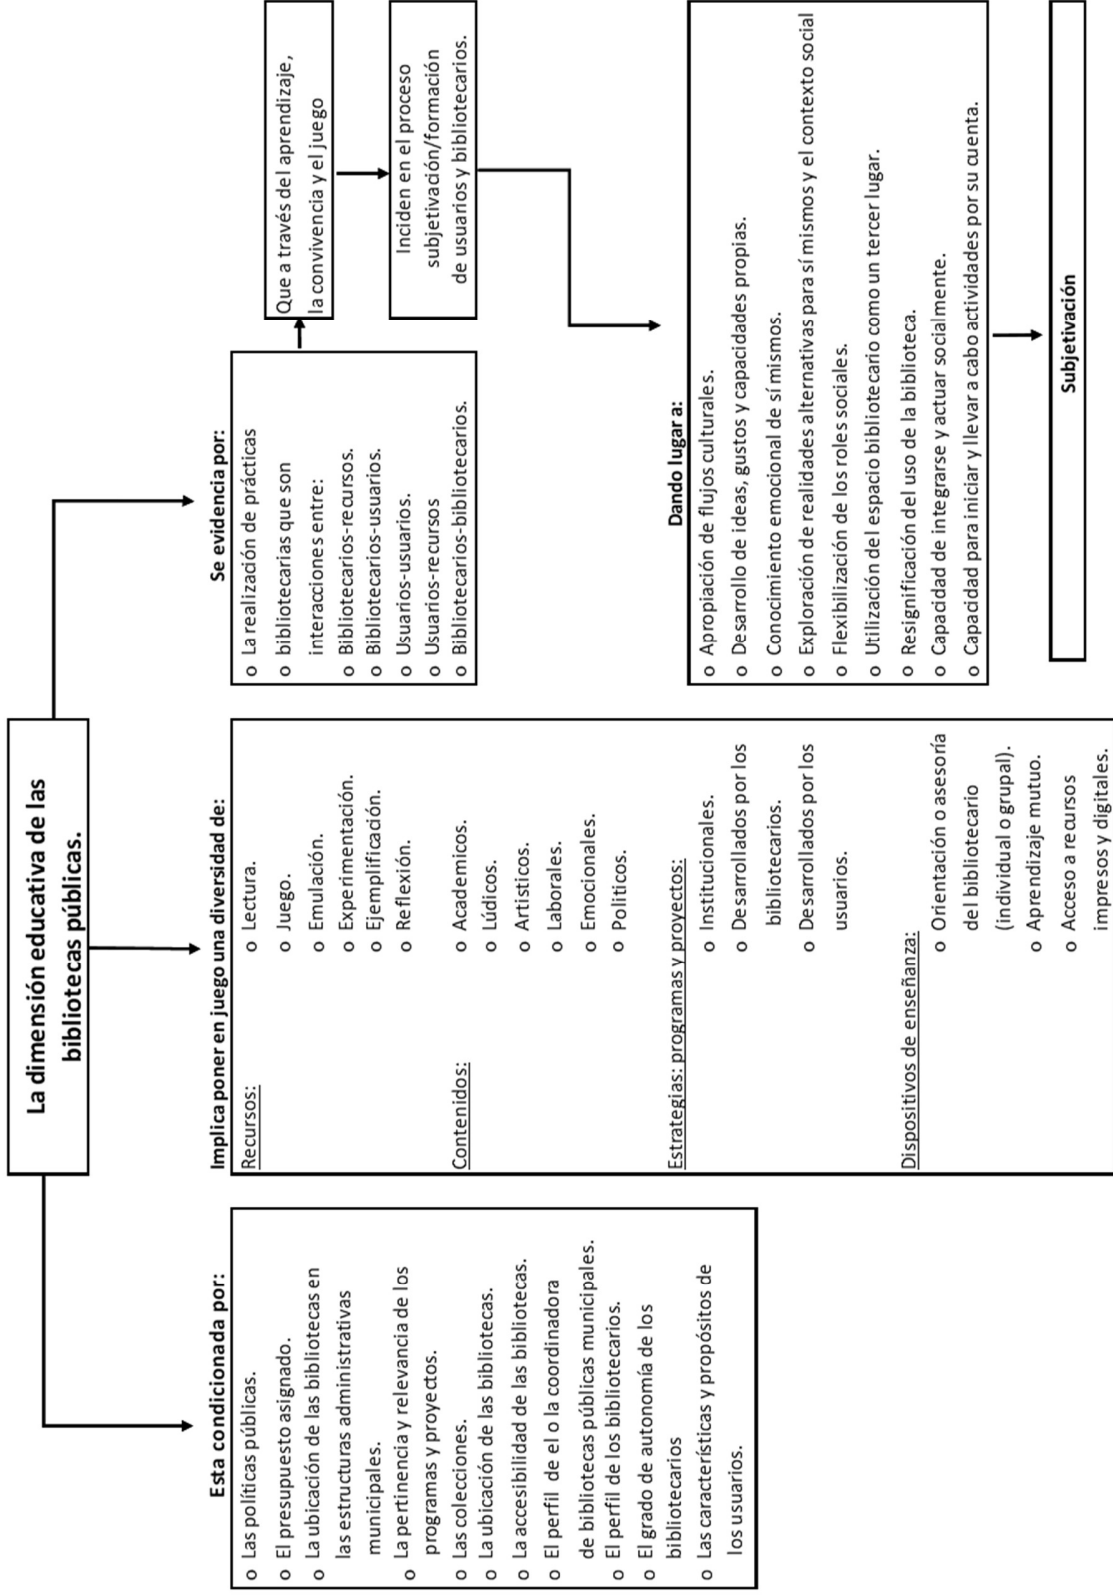 La dimensión educativa de las
bibliotecas públicas.
Esta condicionada por:
o Las políticas públicas.
o El presupuesto asignado.
o La ubicación de las bibliotecas en
las estructuras administrativas
municipales.
o La pertinencia y relevancia de los
programas y proyectos.
o Las colecciones.
o La ubicación de las bibliotecas.
o La accesibilidad de las bibliotecas.
o El perfil de el o la coordinadora
de bibliotecas públicas municipales.
o El perfil de los bibliotecarios.
o El grado de autonomía de los
bibliotecarios
o Las características y propósitos de
los usuarios.
Implica poner en juego una diversidad de:
Recursos:
o Lectura.
o Juego.
o Emulación.
o Experimentación.
o Ejemplificación.
o Reflexión.
Contenidos:
o Academicos.
o Lúdicos.
o Artisticos.
o Laborales.
o Emocionales.
o Politicos.
Estrategias: programas y proyectos:
o Institucionales.
o Desarrollados por los
bibliotecarios.
o Desarrollados por los
usuarios.
Dispositivos de enseñanza:
o Orientación o asesoría
del bibliotecario
(individual o grupal).
o Aprendizaje mutuo.
o Acceso a recursos
impresos y digitales.
Se evidencia por:
o La realización de prácticas
o bibliotecarias que son
interacciones entre:
o Bibliotecarios-recursos.
o Bibliotecarios-usuarios.
o Usuarios-usuarios.
o Usuarios-recursos
o Bibliotecarios-bibliotecarios.
Que a través del aprendizaje,
la convivencia y el juego
Inciden en el proceso
subjetivación/formación
de usuarios y bibliotecarios.
Dando lugar a:
o Apropiación de flujos culturales.
o Desarrollo de ideas, gustos y capacidades propias.
o Conocimiento emocional de sí mismos.
o Exploración de realidades alternativas para sí mismos y el contexto social
o Flexibilización de los roles sociales.
o Utilización del espacio bibliotecario como un tercer lugar.
o Resignificación del uso de la biblioteca.
o Capacidad de integrarse y actuar socialmente.
o Capacidad para iniciar y llevar a cabo actividades por su cuenta.
Subjetivación